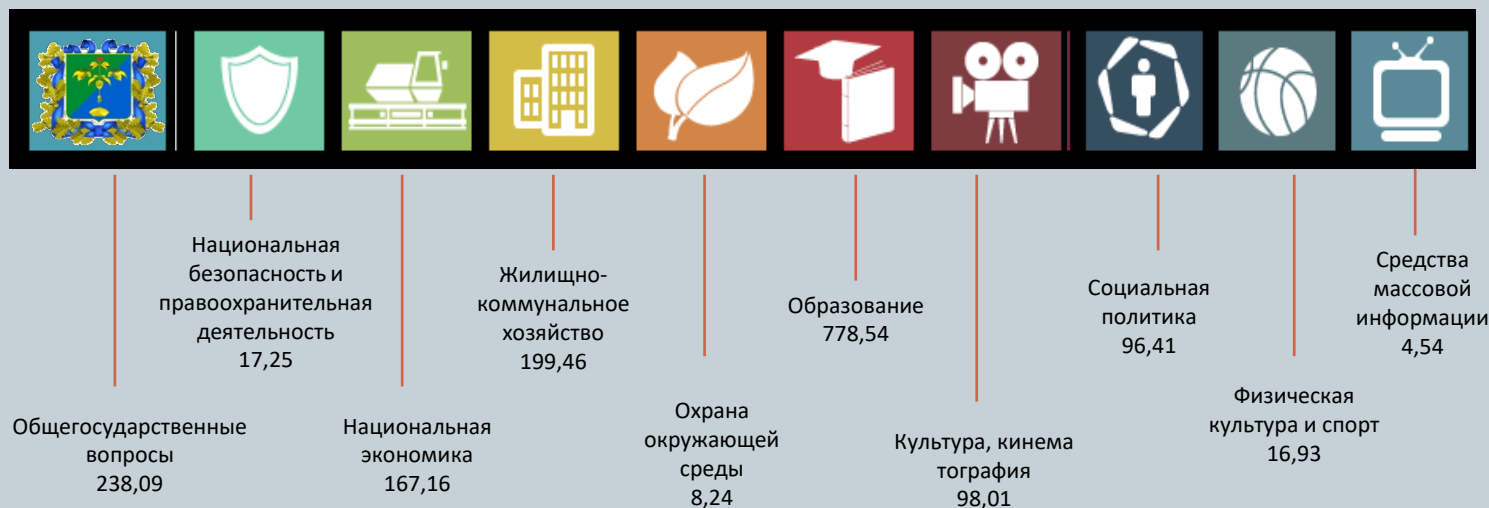 Общегосударственные
вопросы
238,09
Национальная
безопасность и
правоохранительная
деятельность
17,25
Национальная
экономика
167,16
Жилищно-
коммунальное
хозяйство
199,46
Охрана
окружающей
среды
8,24
Образование
778,54
Культура, кинема
тография
98,01
Социальная
политика
96,41
Физическая
культура и спорт
16,93
Средства
массовой
информации
4,54